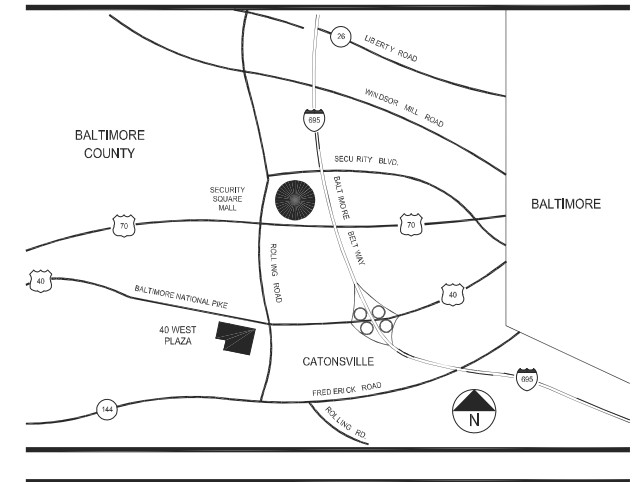 26
LIBERTY ROAD
WINDSOR MILL ROAD
695
BALTIMORE
COUNTY
SECURITY BLVD.
SECURITY
SQUARE
MALL
BALTIMORE BELTWAY
BALTIMORE
70
70
ROLLING ROAD
40
BALTIMORE NATIONAL PIKE
40
40 WEST
PLAZA
CATONSVILLE
695
FREDERICK ROAD
144
ROLLING RD.
N